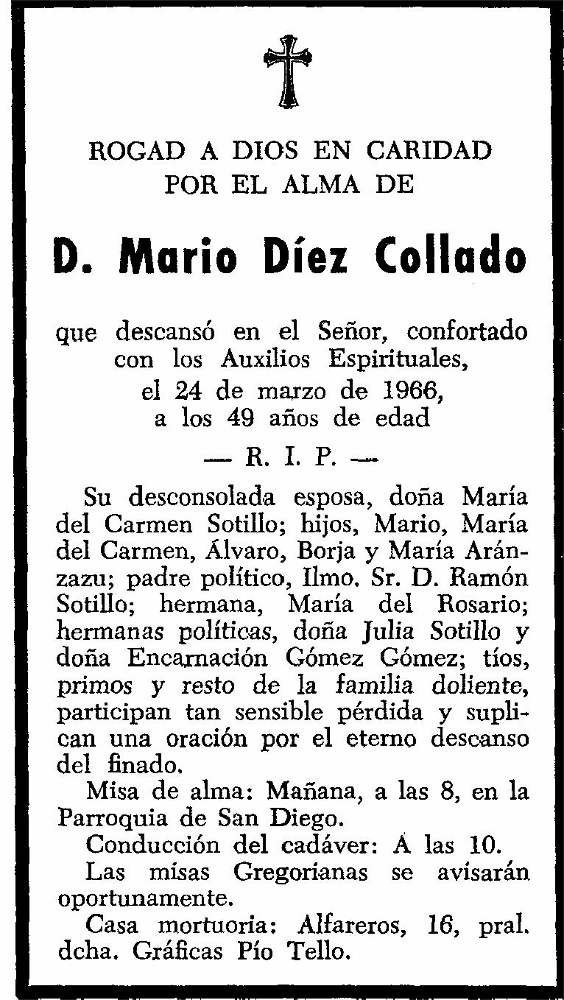 ROGAD A DIOS EN CARIDAD
POR EL ALMA DE
D. Mario Díez Collado
que descansó en el Señor, confortado
con los Auxilios Espirituales,
el 24 de marzo de 1966,
a los 49 años de edad
— R. I. P. —
Su desconsolada esposa, doña María
del Carmen Sotillo; hijos, Mario, María
del Carmen, Álvaro, Borja y María Arán-
zazu; padre político, Ilmo. Sr. D. Ramón
Sotillo; hermana, María del Rosario;
hermanas políticas, doña Julia Sotillo y
doña Encarnación Gómez Gómez; tíos,
primos y resto de la familia doliente,
participan tan sensible pérdida y supli-
can una oración por el eterno descanso
del finado.
Misa de alma: Mañana, a las 8, en la
Parroquia de San Diego.
Conducción del cadáver: A las 10.
Las misas Gregorianas se avisarán
oportunamente.
Casa mortuoria: Alfareros, 16, pral.
dcha. Gráficas Pío Tello.